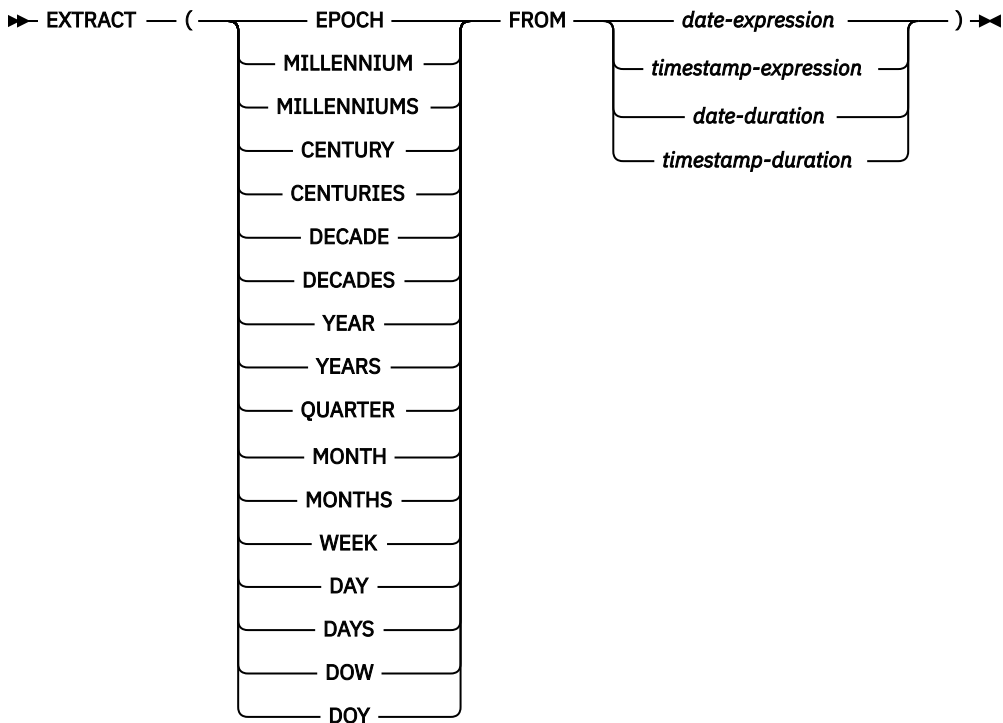 EXTRACT ( EPOCH FROM date-expression )
MILLENNIUM timestamp-expression
MILLENNIUMS date-duration
CENTURY timestamp-duration
CENTURIES
DECADE
DECADES
YEAR
YEARS
QUARTER
MONTH
MONTHS
WEEK
DAY
DAYS
DOW
DOY